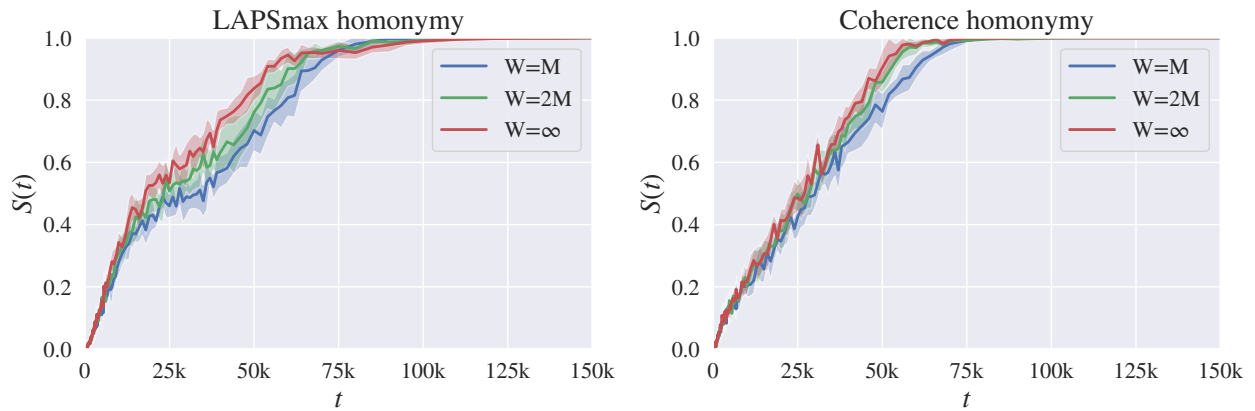 LAPSmax homonymy
1.0
0.8
0.6
0.4
0.2
0.0
S(t)
W=M
W=2M
W=∞
0 25k 50k 75k 100k 125k 150k
t
Coherence homonymy
1.0
0.8
0.6
0.4
0.2
0.0
S(t)
W=M
W=2M
W=∞
0 25k 50k 75k 100k 125k 150k
t